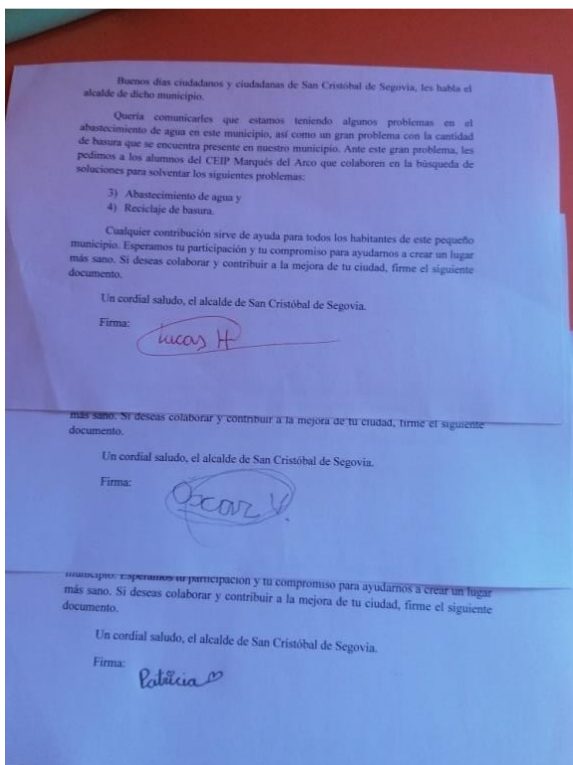 Buenos días ciudadanos y ciudadanas de San Cristóbal de Segovia, les habla el
alcalde de dicho municipio.
Quería comunicarles que estamos teniendo algunos problemas en el
abastecimiento de agua en este municipio, así como un gran problema con la cantidad
de basura que se encuentra presente en nuestro municipio. Ante este gran problema, les
pedimos a los alumnos del CEIP Marqués del Arco que colaboren en la búsqueda de
soluciones para solventar los siguientes problemas:
3) Abastecimiento de agua y
4) Reciclaje de basura.
Cualquier contribución sirve de ayuda para todos los habitantes de este pequeño
municipio. Esperamos tu participación y tu compromiso para ayudarnos a crear un lugar
más sano. Si deseas colaborar y contribuir a la mejora de tu ciudad, firme el siguiente
documento.
Un cordial saludo, el alcalde de San Cristóbal de Segovia.
Firma:
Lucas H
más sano. Si deseas colaborar y contribuir a la mejora de tu ciudad, firme el siguiente
documento.
Un cordial saludo, el alcalde de San Cristóbal de Segovia.
Firma:
Oscar V.
municipio. Esperamos tu participación y tu compromiso para ayudarnos a crear un lugar
más sano. Si deseas colaborar y contribuir a la mejora de tu ciudad, firme el siguiente
documento.
Un cordial saludo, el alcalde de San Cristóbal de Segovia.
Firma:
Patricia